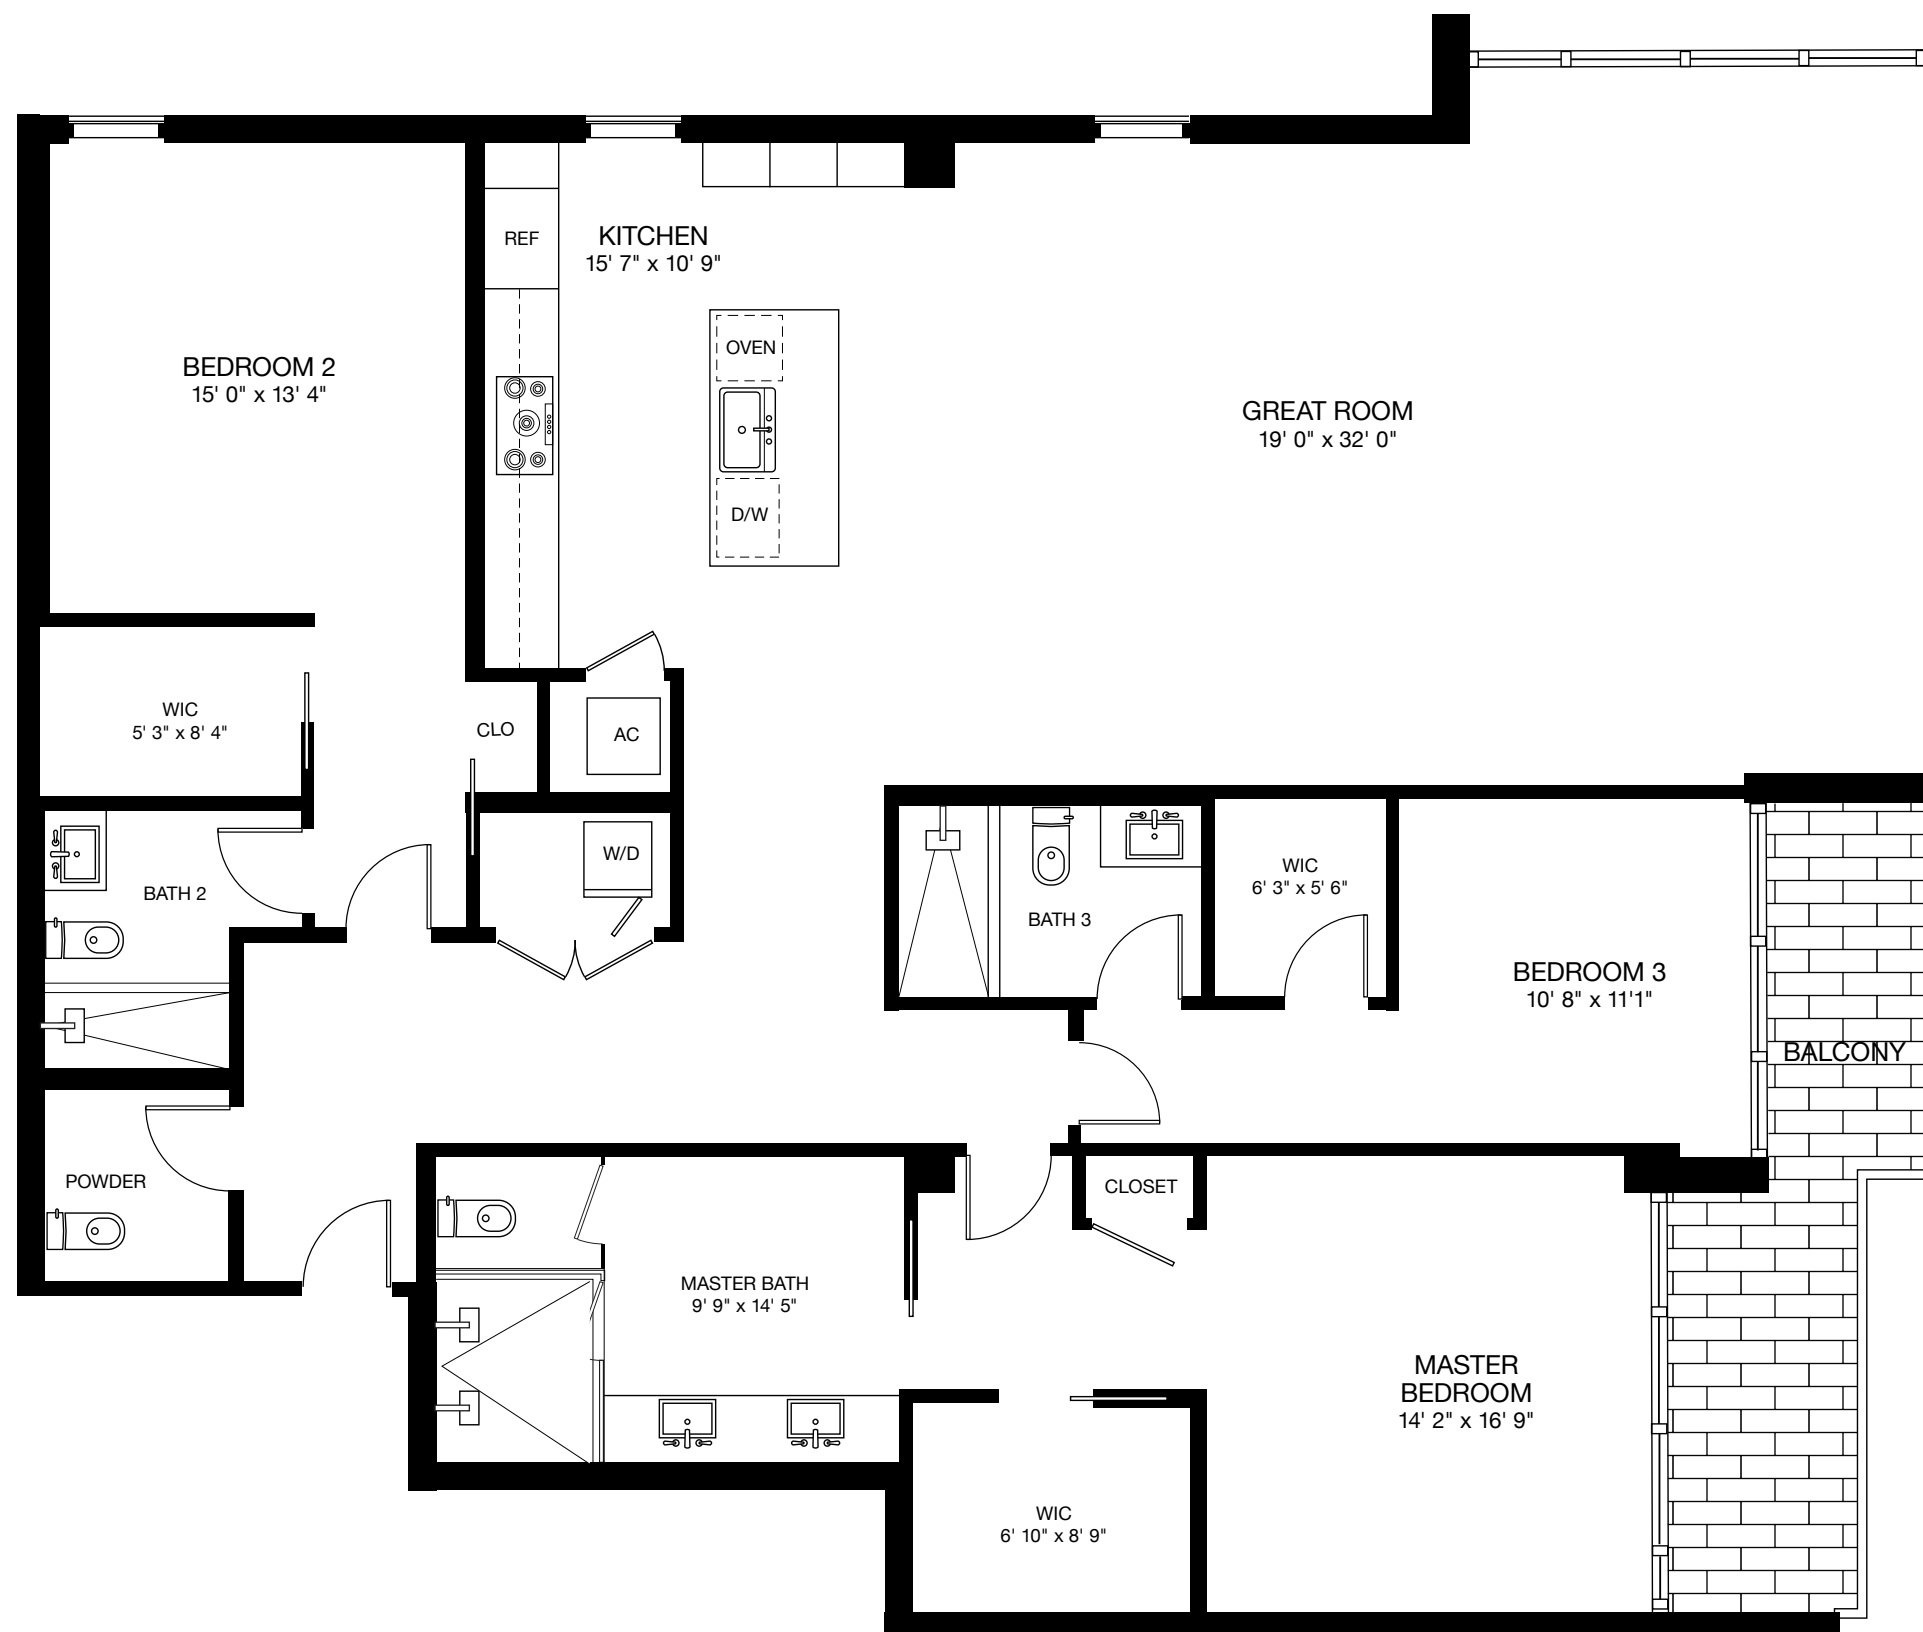 REF
KITCHEN
15' 7" x 10' 9"
OVEN
BEDROOM 2
15' 0" x 13' 4"
GREAT ROOM
19' 0" x 32' 0"
D/W
WIC
5' 3" x 8' 4"
CLO
AC
W/D
BATH 2
WIC
6' 3" x 5' 6"
BATH 3
BEDROOM 3
10' 8" x 11'1"
BALCONY
POWDER
CLOSET
MASTER BATH
9' 9" x 14' 5"
MASTER
BEDROOM
14' 2" x 16' 9"
WIC
6' 10" x 8' 9"